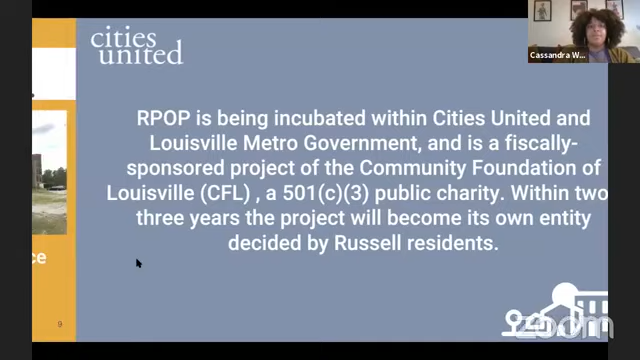 cities
united
Cassandra W...
RPOP is being incubated within Cities United and
Louisville Metro Government, and is a fiscally-
sponsored project of the Community Foundation of
Louisville (CFL) , a 501(c)(3) public charity. Within two
three years the project will become its own entity
decided by Russell residents.
ce
9
zoom